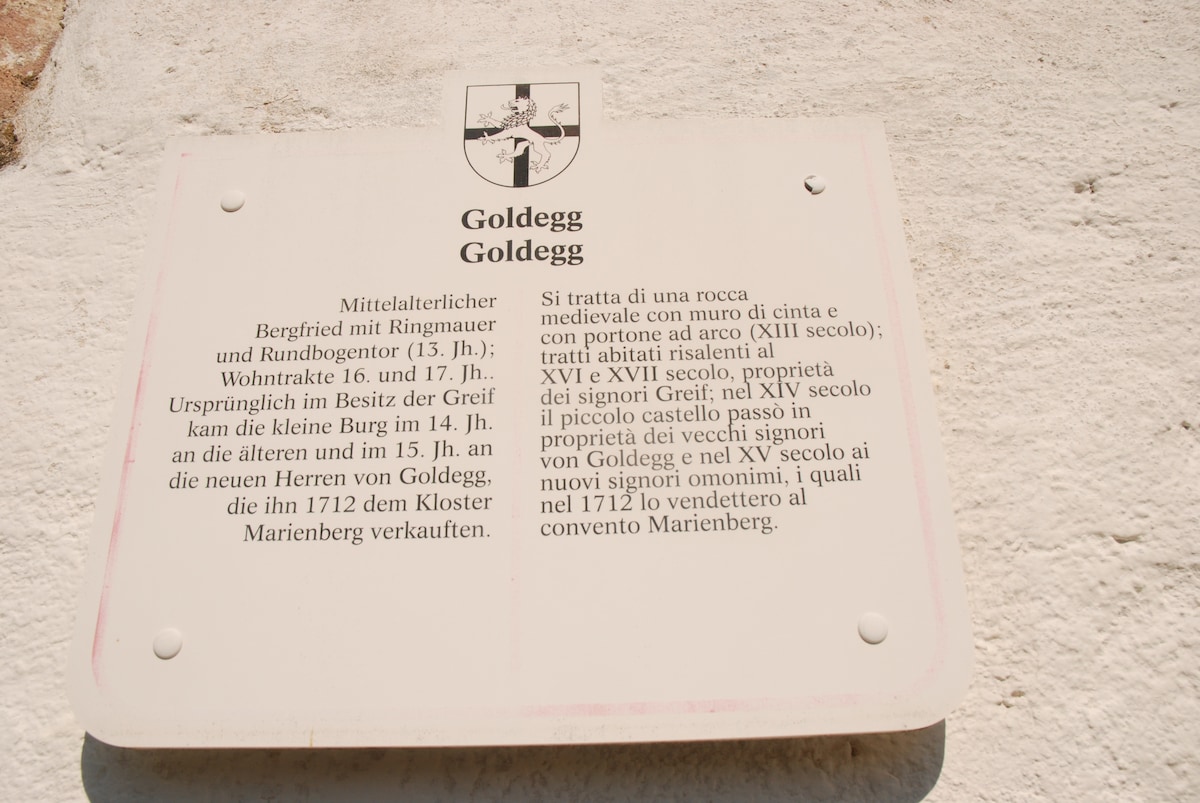 Goldegg
Goldegg
Mittelalterlicher
Bergfried mit Ringmauer
und Rundbogentor (13. Jh.);
Wohntrakte 16. und 17. Jh..
Ursprünglich im Besitz der Greif
kam die kleine Burg im 14. Jh.
an die älteren und im 15. Jh. an
die neuen Herren von Goldegg,
die ihn 1712 dem Kloster
Marienberg verkauften.
Si tratta di una rocca
medievale con muro di cinta e
con portone ad arco (XIII secolo);
tratti abitati risalenti al
XVI e XVII secolo, proprietà
dei signori Greif; nel XIV secolo
il piccolo castello passò in
proprietà dei vecchi signori
von Goldegg e nel XV secolo ai
nuovi signori omonimi, i quali
nel 1712 lo vendettero al
convento Marienberg.